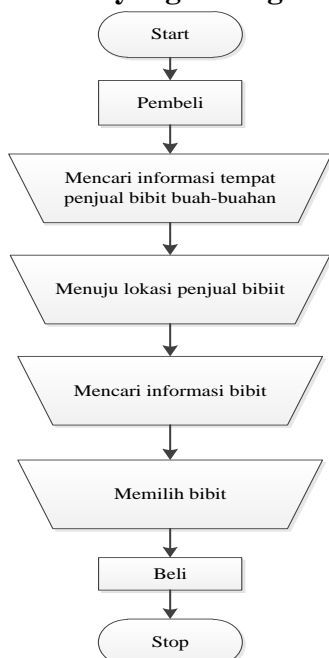 Start
Pembeli
Mencari informasi tempat
penjual bibit buah-buahan
Menuju lokasi penjual bibiit
Mencari informasi bibit
Memilih bibit
Beli
Stop